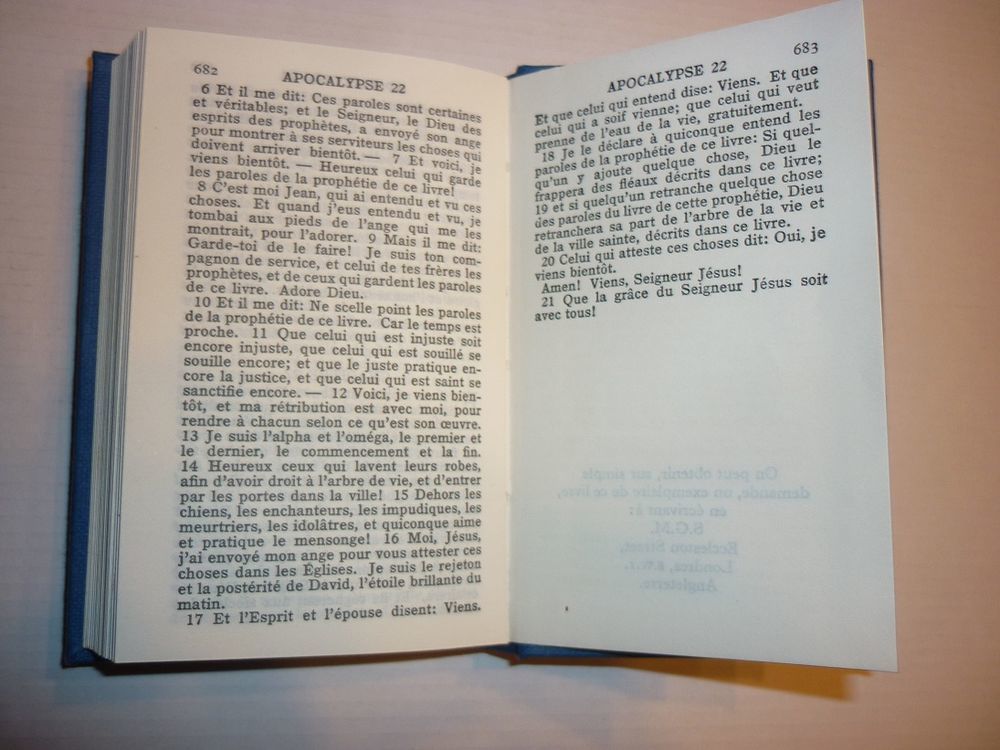 682
APOCALYPSE 22
6 Et il me dit: Ces paroles sont certaines
et véritables; et le Seigneur, le Dieu des
esprits des prophètes, a envoyé son ange
pour montrer à ses serviteurs les choses qui
doivent arriver bientôt. — 7 Et voici, je
viens bientôt. — Heureux celui qui garde
les paroles de la prophétie de ce livre!
8 C'est moi Jean, qui ai entendu et vu ces
choses. Et quand j'eus entendu et vu, je
tombai aux pieds de l'ange qui me les
montrait, pour l'adorer. 9 Mais il me dit:
Garde-toi de le faire! Je suis ton com-
pagnon de service, et celui de tes frères les
prophètes, et de ceux qui gardent les paroles
de ce livre. Adore Dieu.
10 Et il me dit: Ne scelle point les paroles
de la prophétie de ce livre. Car le temps est
proche. 11 Que celui qui est injuste soit
encore injuste, que celui qui est souillé se
souille encore; et que le juste pratique en-
core la justice, et que celui qui est saint se
sanctifie encore. — 12 Voici, je viens bien-
tôt, et ma rétribution est avec moi, pour
rendre à chacun selon ce qu'est son œuvre.
13 Je suis l'alpha et l'oméga, le premier et
le dernier, le commencement et la fin.
14 Heureux ceux qui lavent leurs robes,
afin d'avoir droit à l'arbre de vie, et d'entrer
par les portes dans la ville! 15 Dehors les
chiens, les enchanteurs, les impudiques, les
meurtriers, les idolâtres, et quiconque aime
et pratique le mensonge! 16 Moi, Jésus,
j'ai envoyé mon ange pour vous attester ces
choses dans les Églises. Je suis le rejeton
et la postérité de David, l'étoile brillante du
matin.
17 Et l'Esprit et l'épouse disent: Viens.
683
APOCALYPSE 22
Et que celui qui entend dise: Viens. Et que
celui qui a soif vienne; que celui qui veut
prenne de l'eau de la vie, gratuitement.
18 Je le déclare à quiconque entend les
paroles de la prophétie de ce livre: Si quel-
qu'un y ajoute quelque chose, Dieu le
frappera des fléaux décrits dans ce livre;
19 et si quelqu'un retranche quelque chose
des paroles du livre de cette prophétie, Dieu
retranchera sa part de l'arbre de la vie et
de la ville sainte, décrits dans ce livre.
20 Celui qui atteste ces choses dit: Oui, je
viens bientôt.
Amen! Viens, Seigneur Jésus!
21 Que la grâce du Seigneur Jésus soit
avec tous!
On peut obtenir, sur simple
demande, un exemplaire de ce livre,
en écrivant à:
S.G.M.
Eccleston Street,
Londres, S.W.1.
Angleterre.